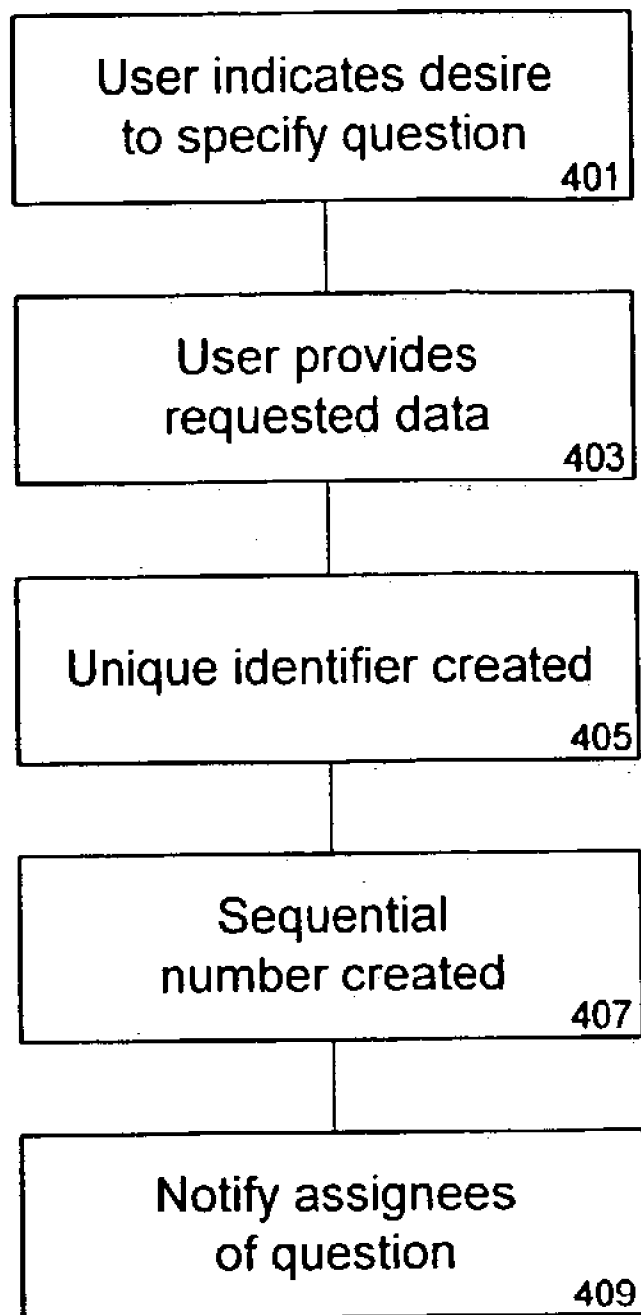 User indicates desire
to specify question
401
User provides
requested data
403
Unique identifier created
405
Sequential
number created
407
Notify assignees
of question
409